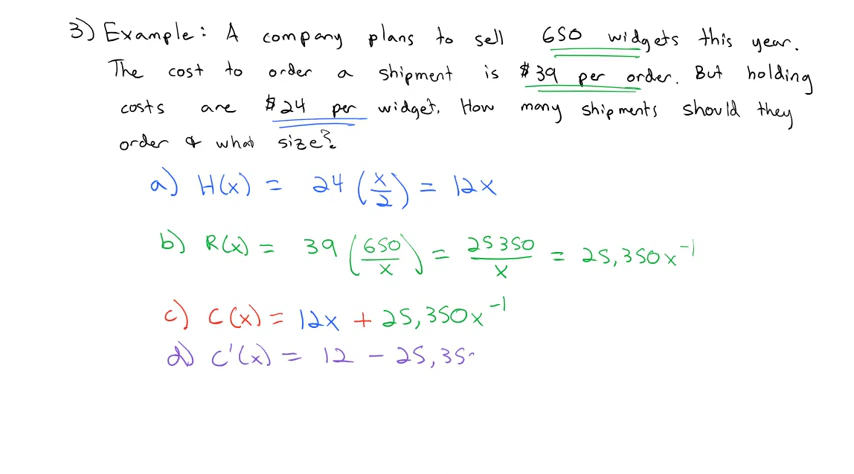 3) Example: A company plans to sell 650 widgets this year.
The cost to order a shipment is $39 per order. But holding
costs are $24 per widget. How many shipments should they
order & what size?
a) H(x) = 24 (x/2) = 12x
b) R(x) = 39 (650/x) = 25350/x = 25,350x⁻¹
c) C(x) = 12x + 25,350x⁻¹
d) C'(x) = 12 - 25,35